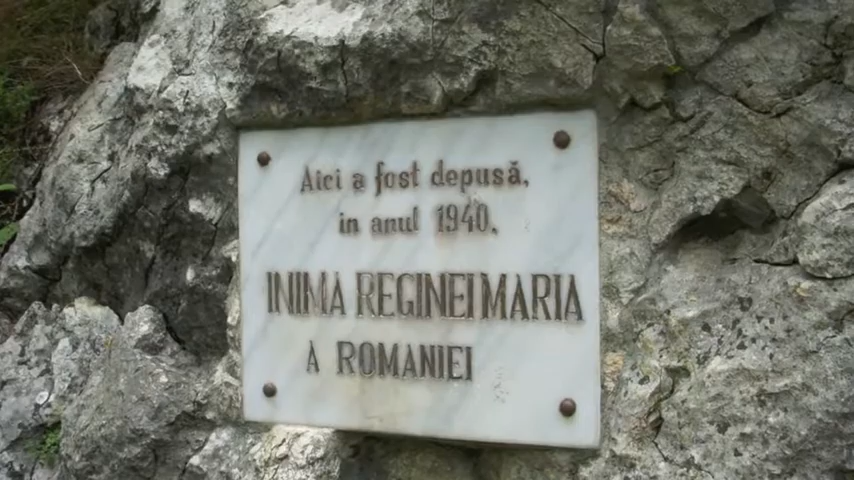 Aici a fost depusă,
in anul 1940,
INIMA REGINEI MARIA
A ROMANIEI